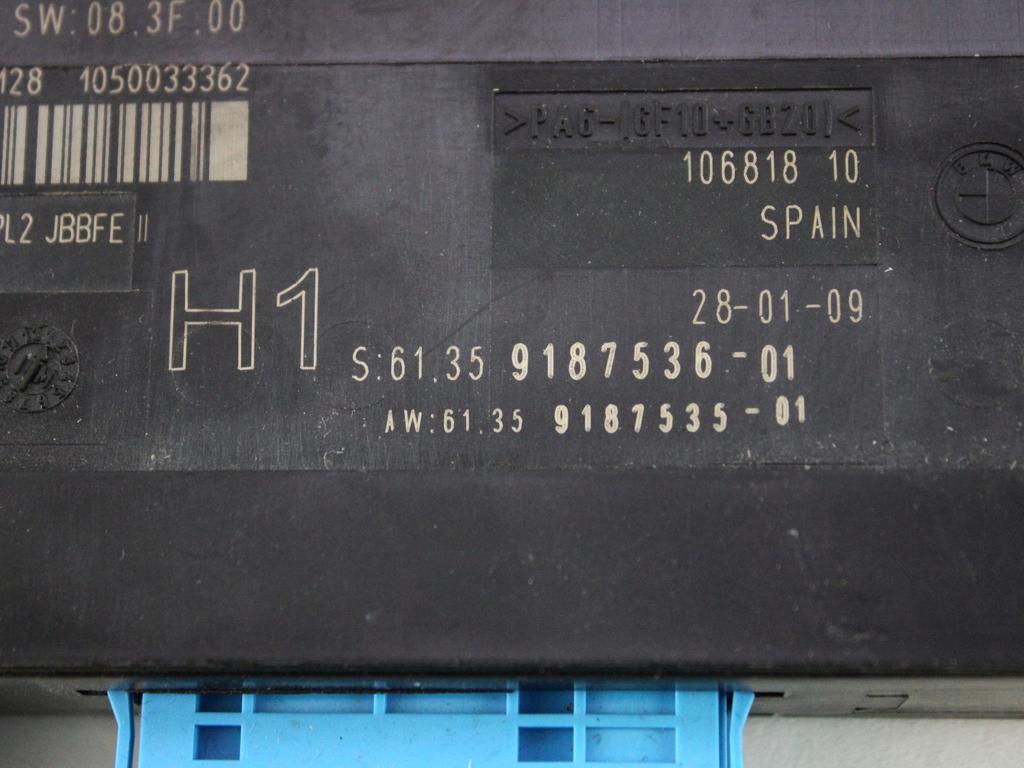 SW:08.3F.00
128 1050033362
>PA6-(GF10+GB20)<
106818 10
PL2 JBBFE II
SPAIN
BMW
H1
28-01-09
S:61.35 9187536-01
AW:61.35 9187535-01